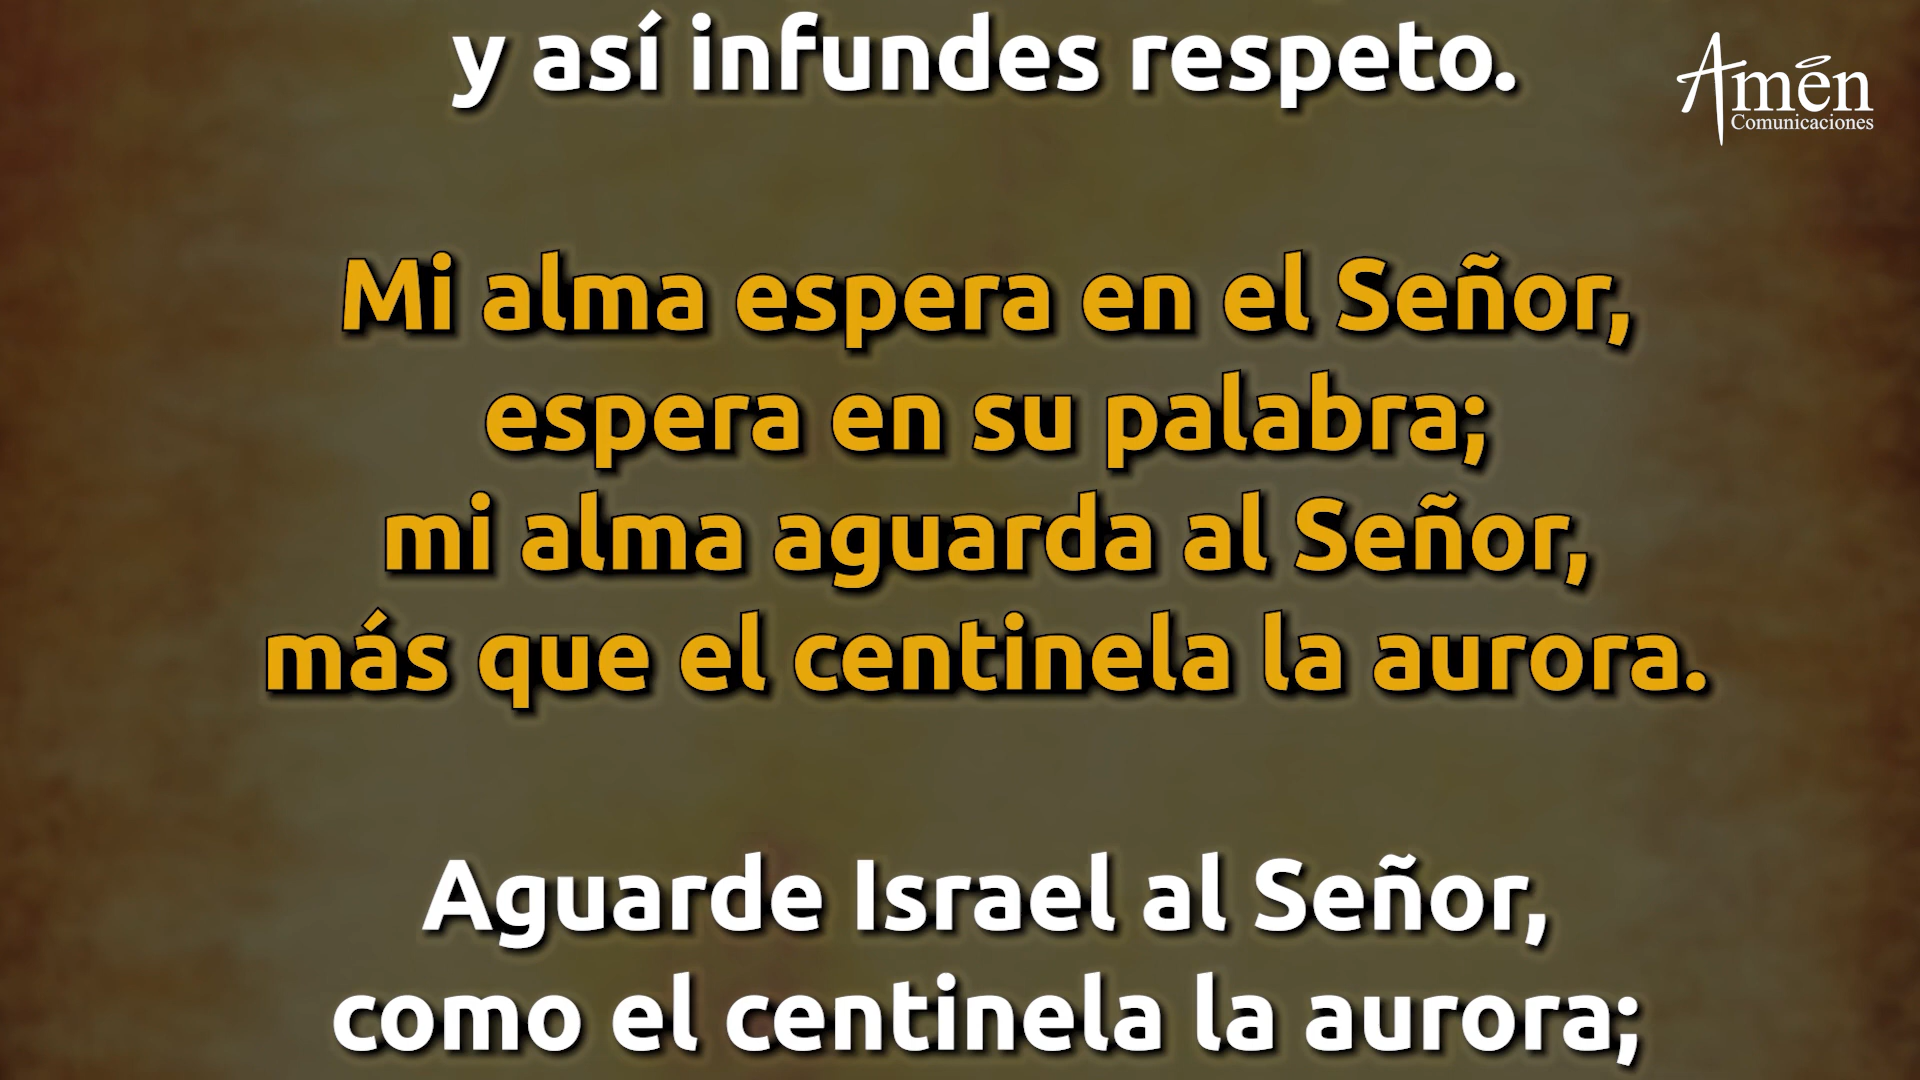 y así infundes respeto.
Amén
Comunicaciones
Mi alma espera en el Señor,
espera en su palabra;
mi alma aguarda al Señor,
más que el centinela la aurora.
Aguarde Israel al Señor,
como el centinela la aurora;